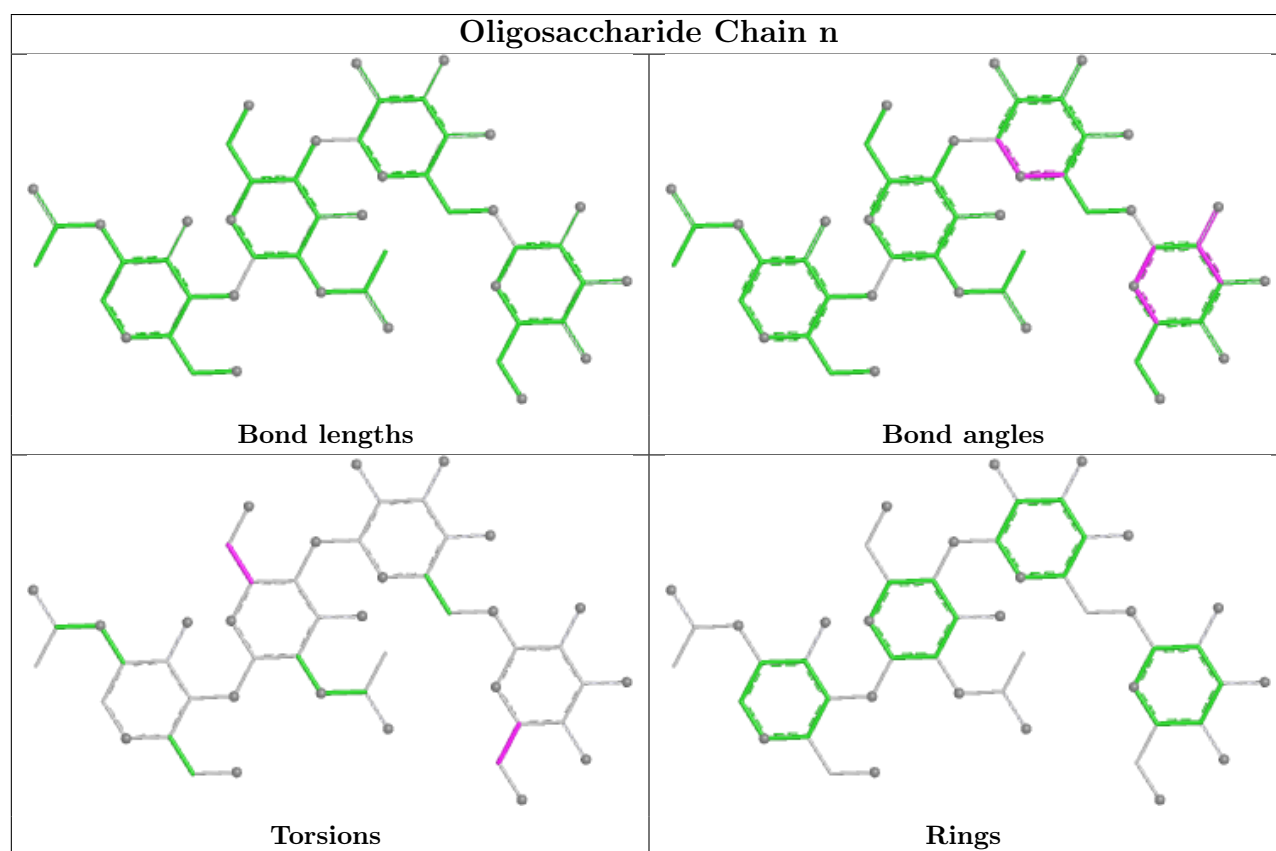 Oligosaccharide Chain n
Bond lengths
Bond angles
Torsions
Rings